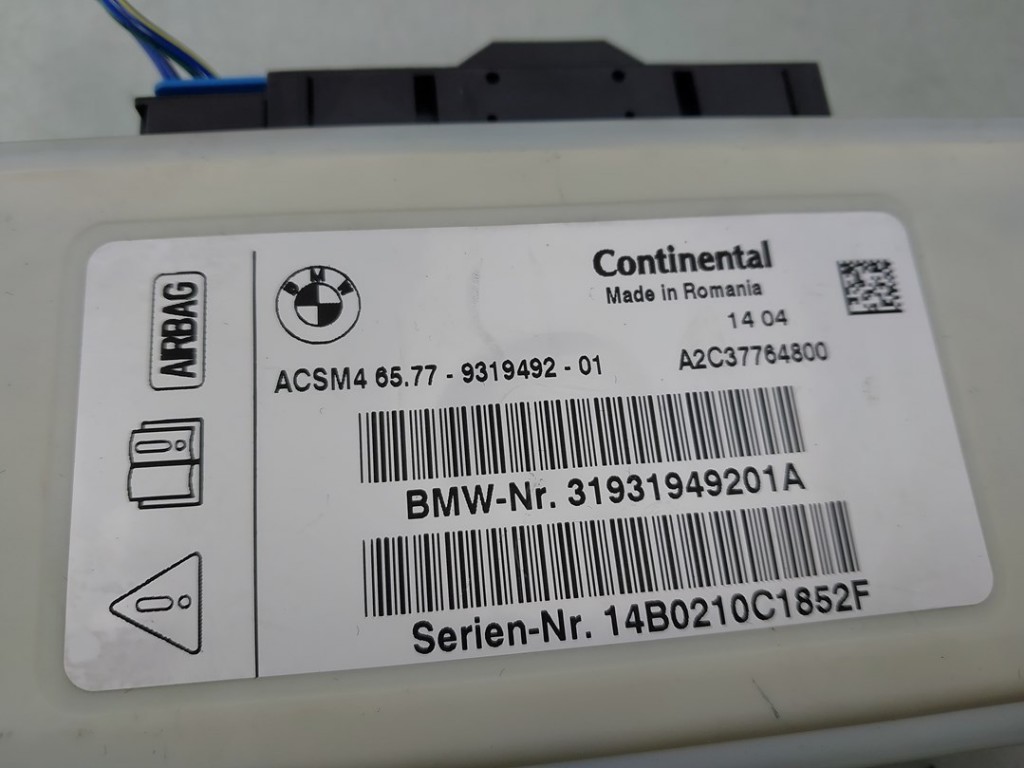 AIRBAG
BMW
Continental
Made in Romania
14 04
ACSM4 65.77 - 9319492 - 01 A2C37764800
BMW-Nr. 31931949201A
Serien-Nr. 14B0210C1852F